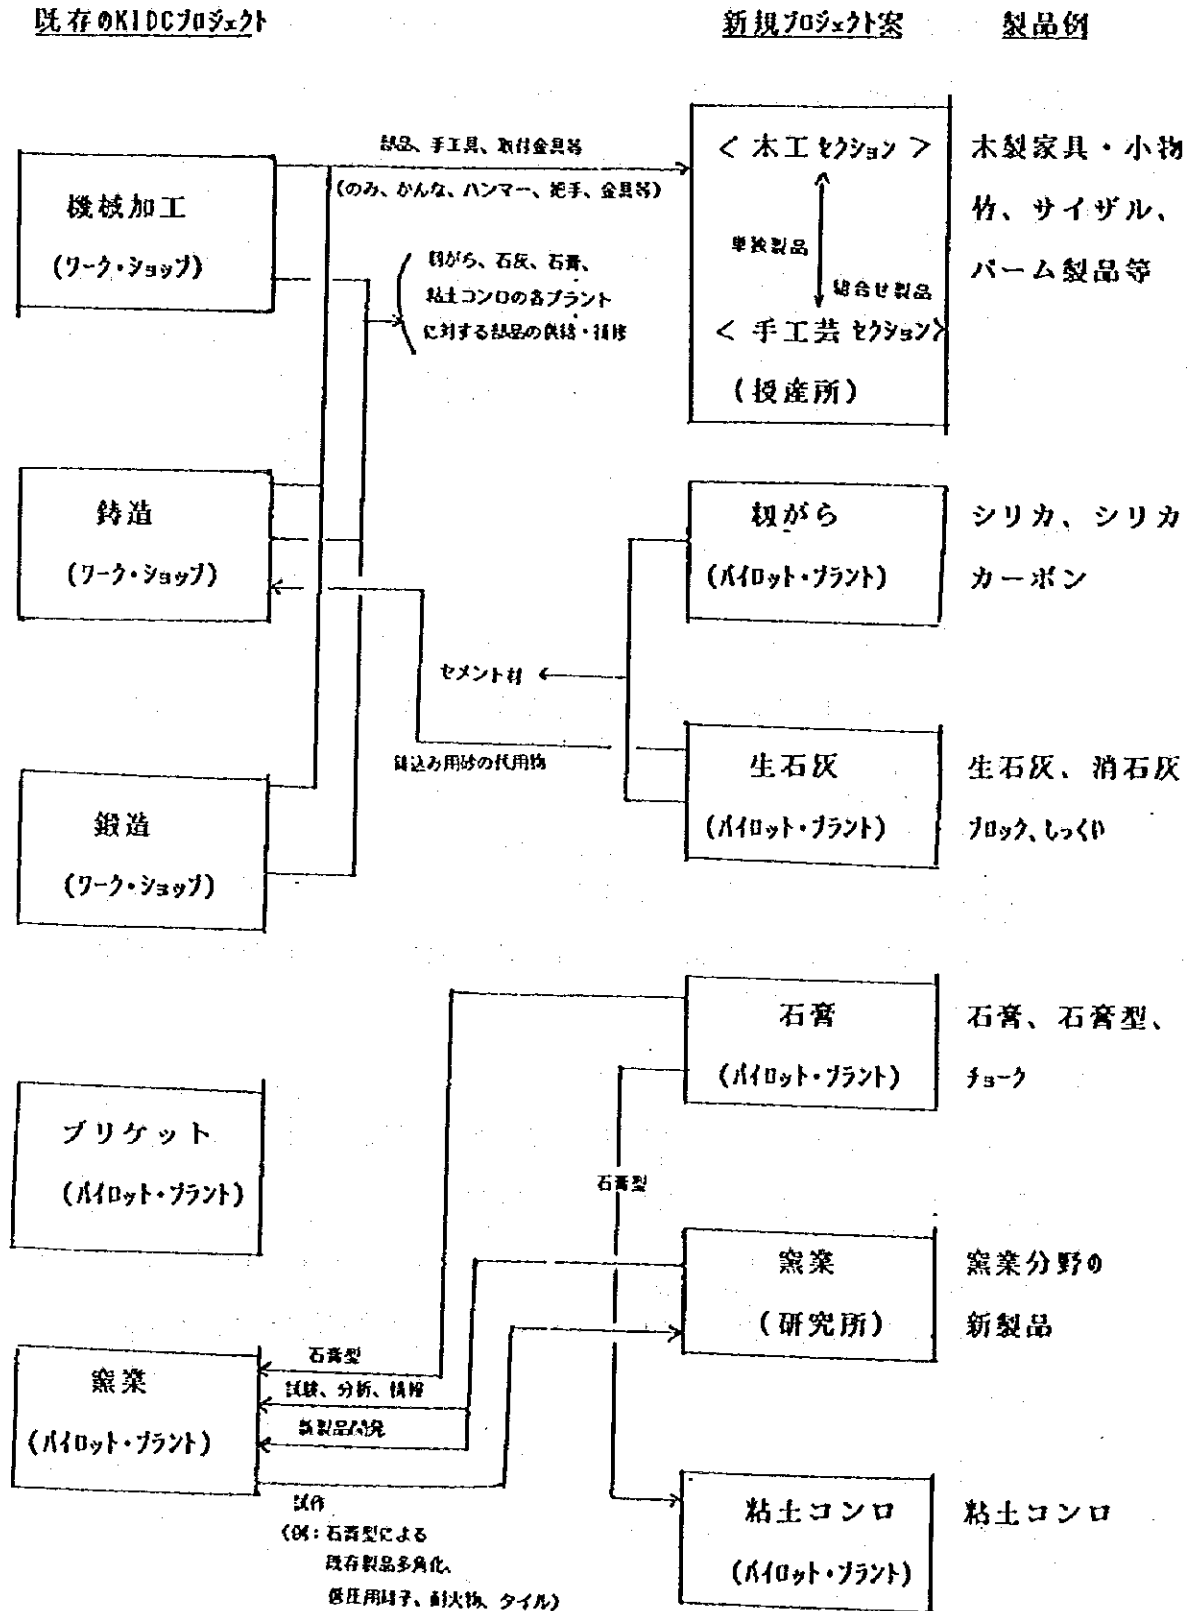 既存のKIDCプロジェクト
新規プロジェクト案
製品例
機械加工
(ワーク・ショップ)
部品、手工具、取付金具等
(のみ、かんな、ハンマー、把手、金具等)
籾がら、石灰、石膏、
粘土コンロの各プラント
に対する部品の供給・補修
<木工セクション>
単独製品
組合せ製品
<手工芸セクション>
(授産所)
木製家具・小物
竹、サイザル、
パーム製品等
鋳造
(ワーク・ショップ)
籾がら
(パイロット・プラント)
シリカ、シリカ
カーボン
セメント材
鋳込み用砂の代用物
鍛造
(ワーク・ショップ)
生石灰
(パイロット・プラント)
生石灰、消石灰
ブロック、しっくい
石膏
(パイロット・プラント)
石膏、石膏型、
チョーク
ブリケット
(パイロット・プラント)
石膏型
窯業
(研究所)
窯業分野の
新製品
窯業
(パイロット・プラント)
石膏型
試験、分析、情報
新製品開発
試作
(例:石膏型による
既存製品多角化、
低圧用碍子、耐火物、タイル)
粘土コンロ
(パイロット・プラント)
粘土コンロ